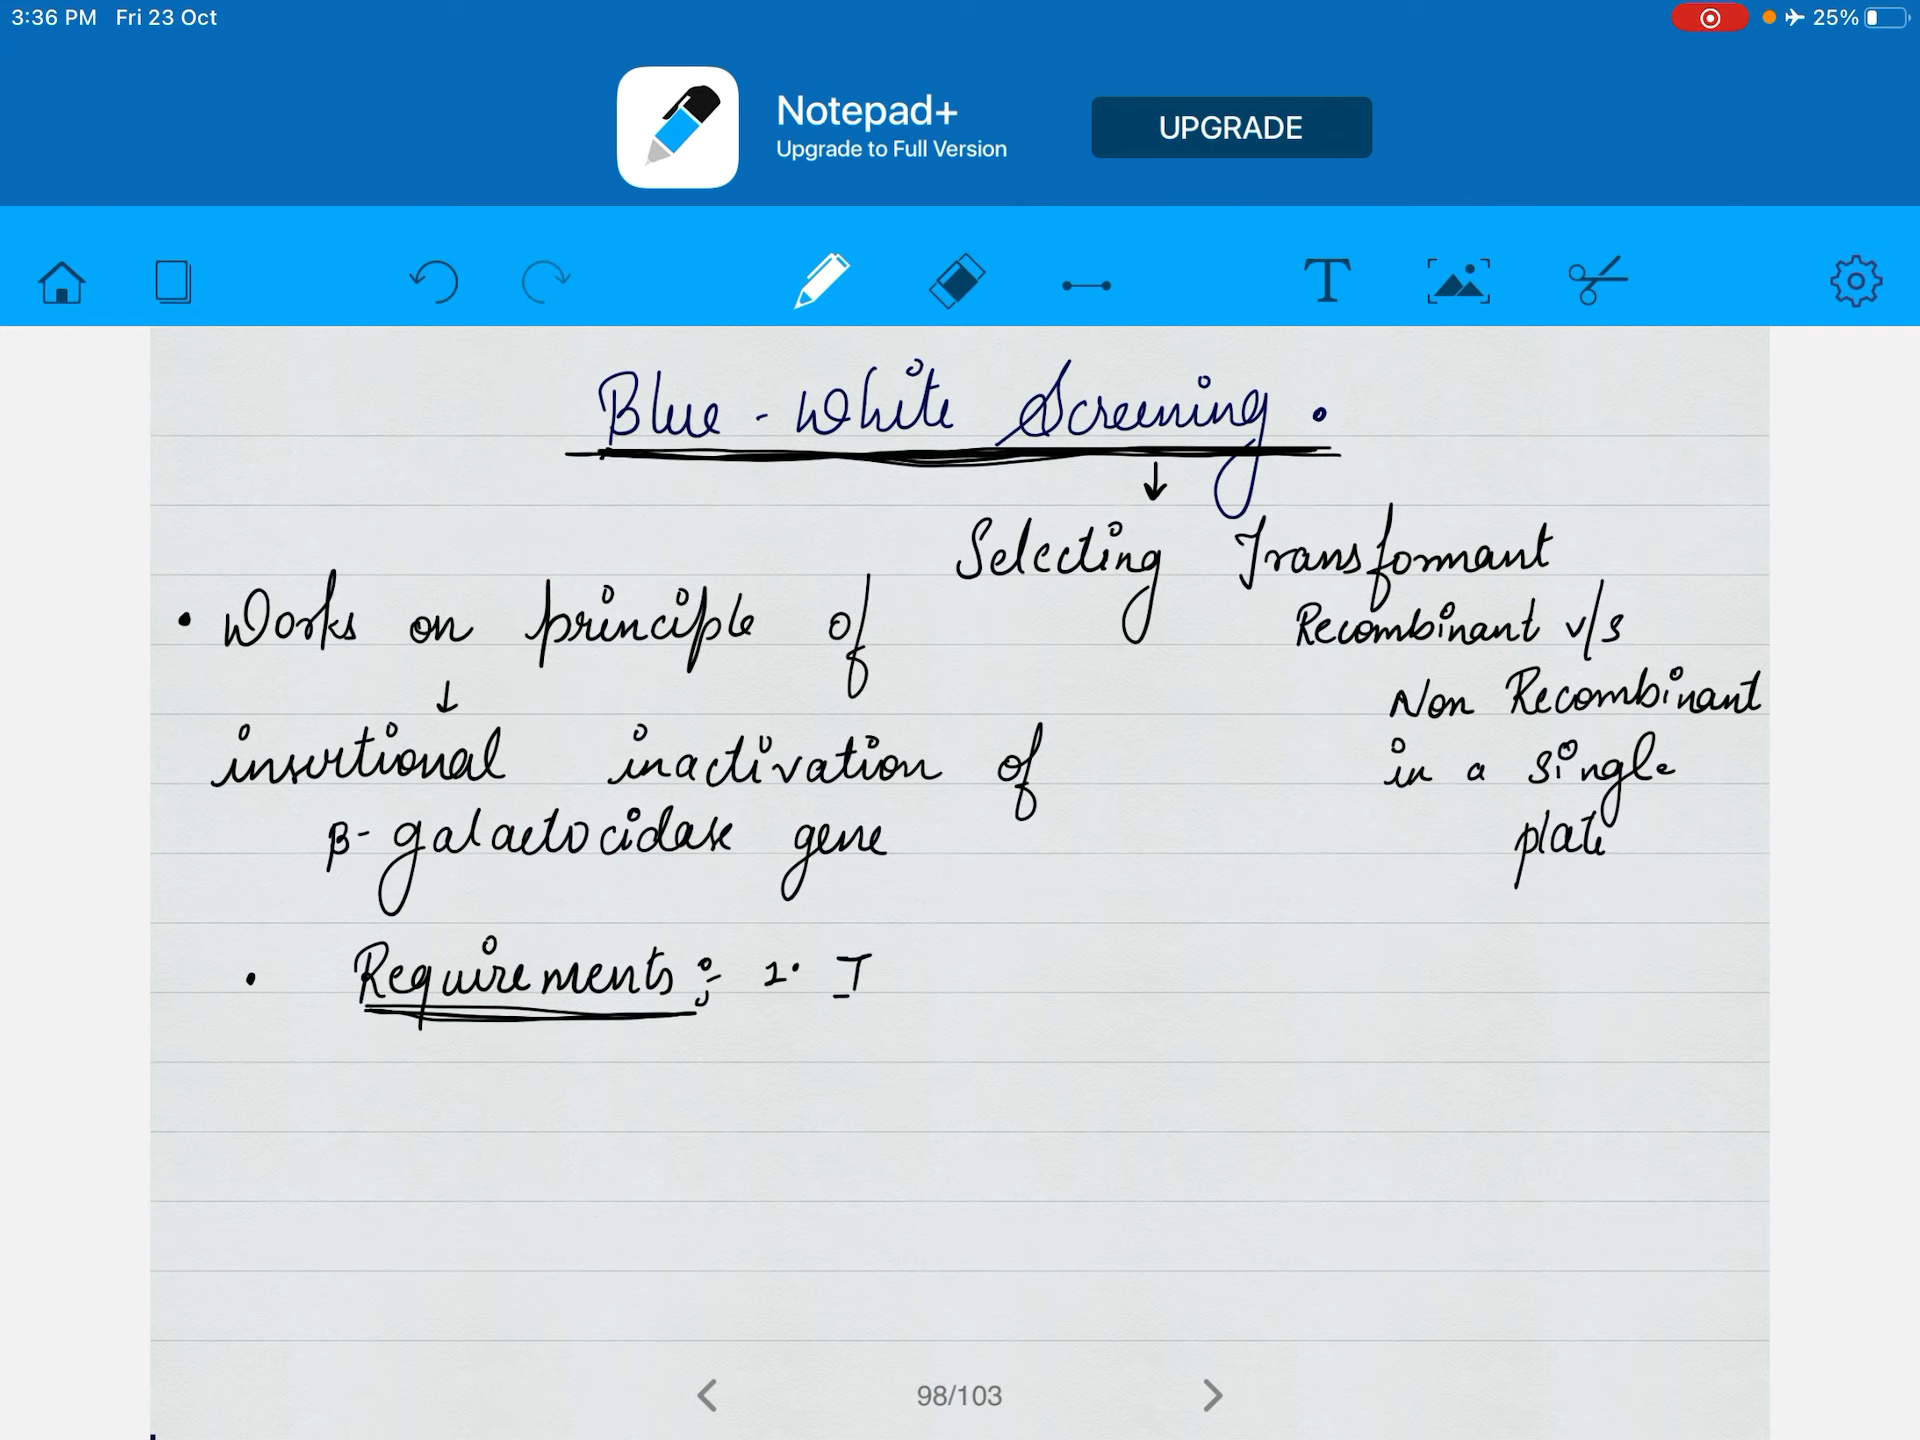 3:36 PM Fri 23 Oct
25%
Notepad+
Upgrade to Full Version
UPGRADE
T
Blue - White Screening .
↓
Selecting Transformant
Recombinant v/s
Non Recombinant
in a single
plate
• Works on principle of
↓
insertional inactivation of
β-galactocidase gene
• Requirements :- 1. I
98/103